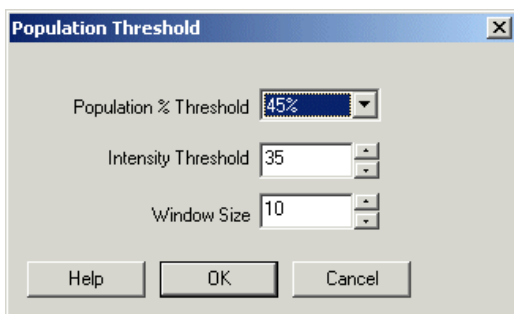 Population Threshold
Population % Threshold 45%
Intensity Threshold 35
Window Size 10
Help OK Cancel